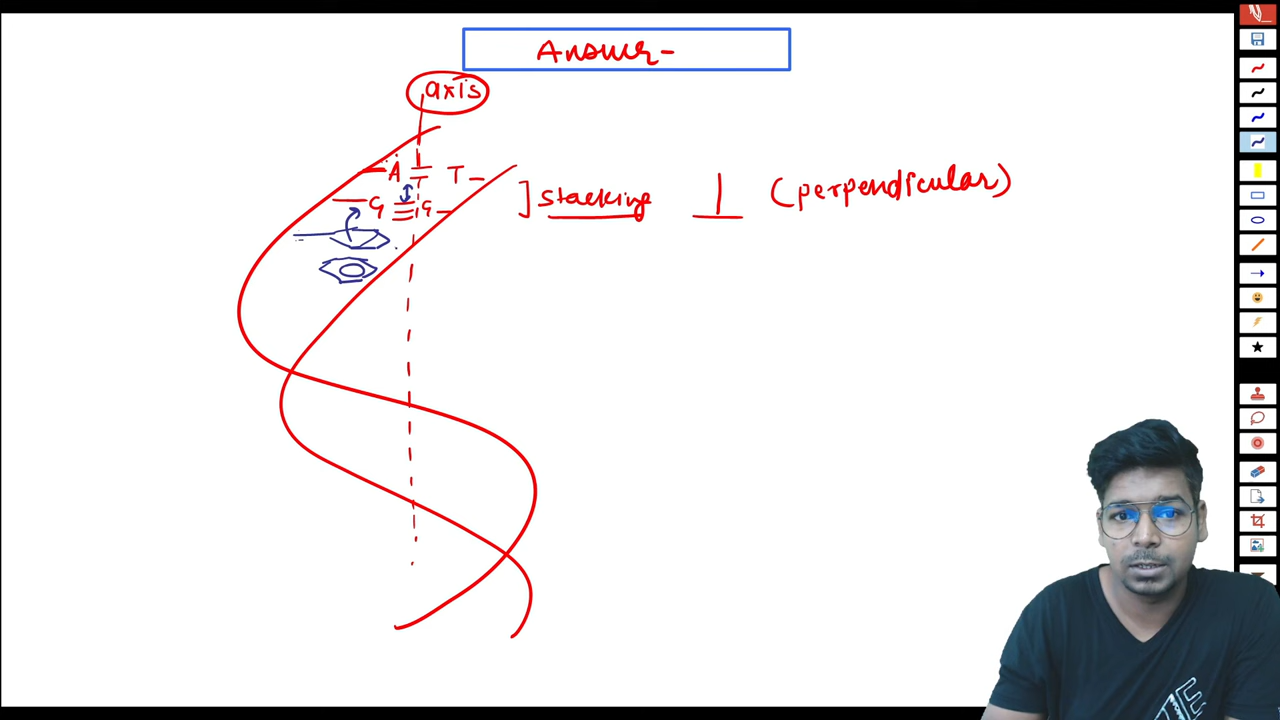 Answer-
axis
A T
stacking ⊥ (perpendicular)
G G